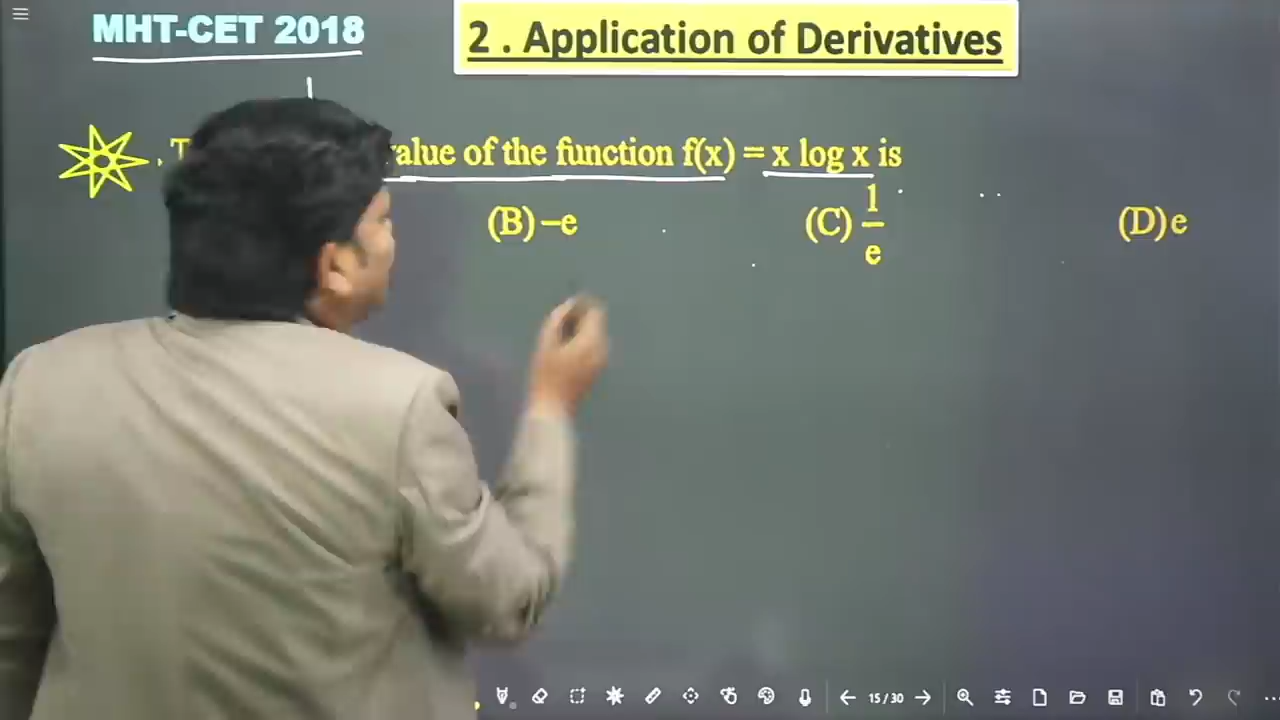 MHT-CET 2018
2 . Application of Derivatives
value of the function f(x) = x log x is
(B) –e (C) 1/e (D) e
15/30